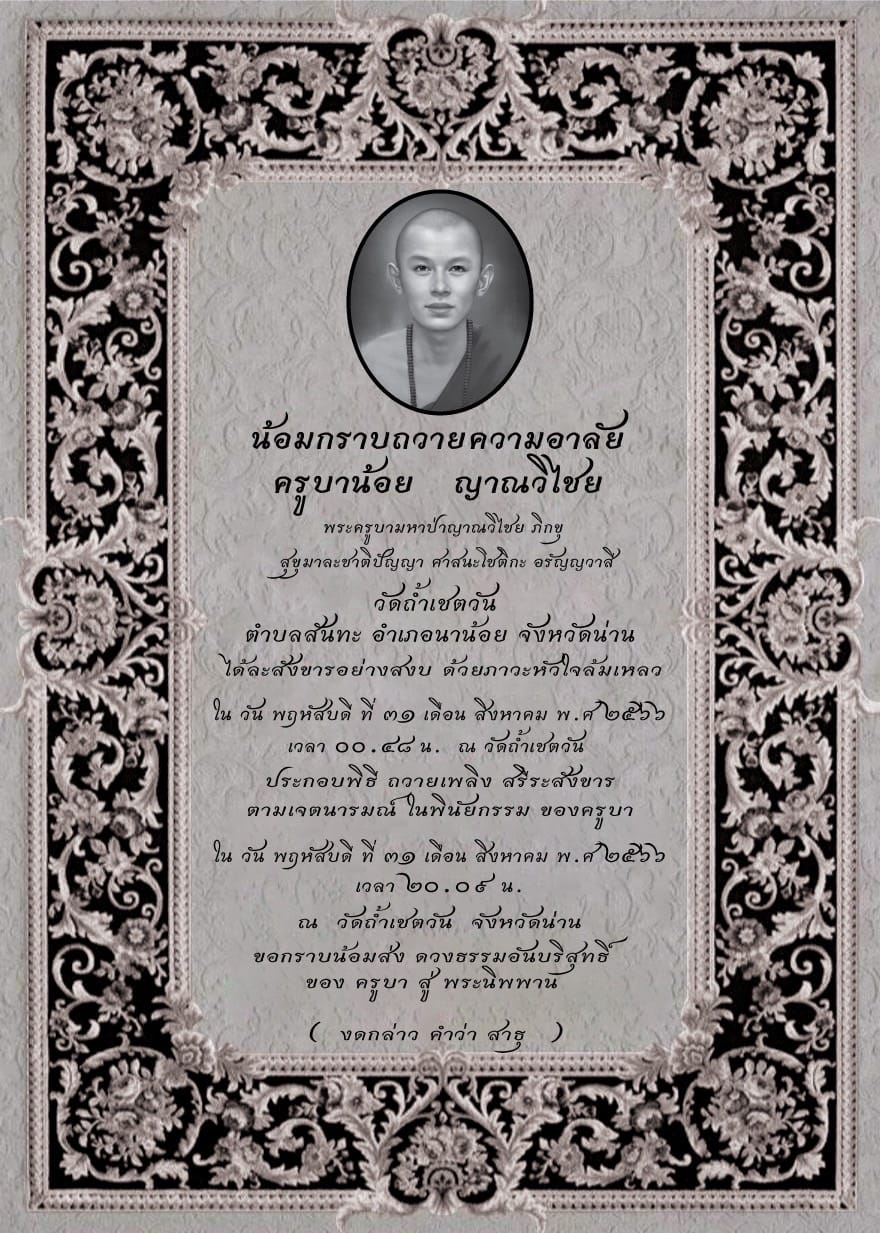 น้อมกราบถวายความอาลัย
ครูบาน้อย ญาณวิไชย
พระครูบามหาป่าญาณวิไชย ภิกขุ
สุขุมาละชาติปัญญา ศาสนะโชติกะ อรัญญวาสี
วัดถ้ำเชตวัน
ตำบลสันทะ อำเภอนาน้อย จังหวัดน่าน
ได้ละสังขารอย่างสงบ ด้วยภาวะหัวใจล้มเหลว
ใน วัน พฤหัสบดี ที่ ๓๑ เดือน สิงหาคม พ.ศ ๒๕๖๖
เวลา ๐๐.๔๘ น. ณ วัดถ้ำเชตวัน
ประกอบพิธี ถวายเพลิง สรีระสังขาร
ตามเจตนารมณ์ ในพินัยกรรม ของครูบา
ใน วัน พฤหัสบดี ที่ ๓๑ เดือน สิงหาคม พ.ศ ๒๕๖๖
เวลา ๒๐.๐๙ น.
ณ วัดถ้ำเชตวัน จังหวัดน่าน
ขอกราบน้อมส่ง ดวงธรรมอันบริสุทธิ์
ของ ครูบา สู่ พระนิพพาน
( งดกล่าว คำว่า สาธุ )